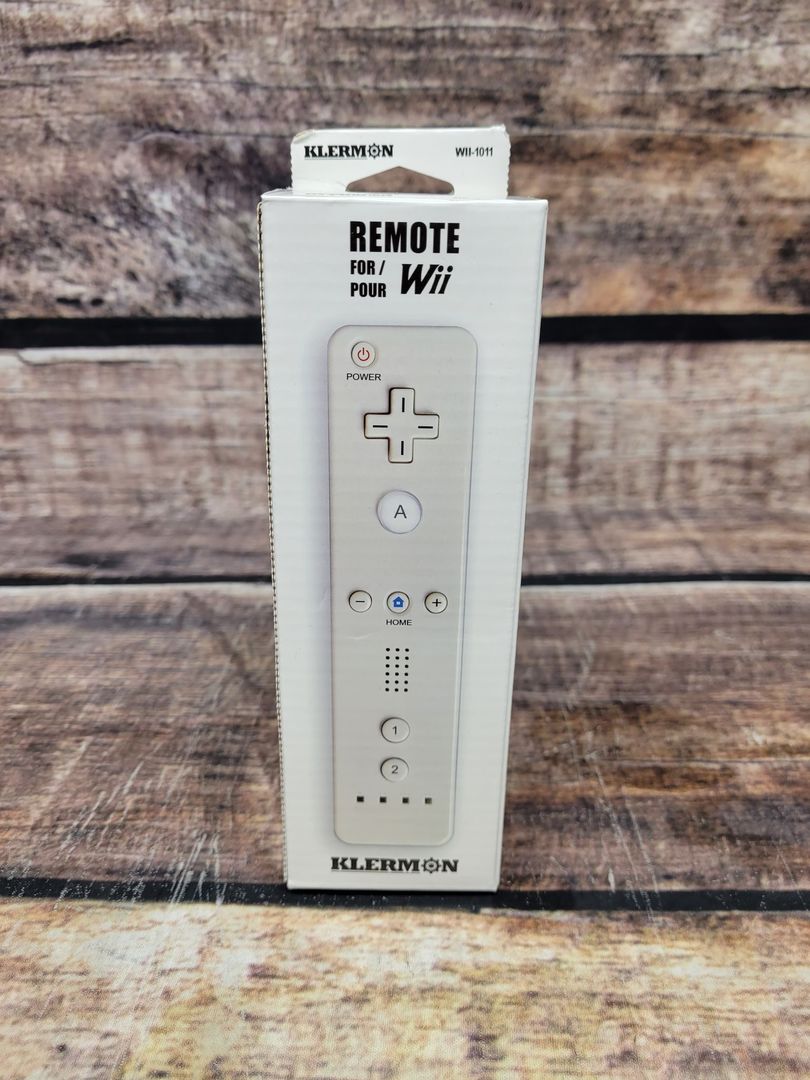 KLERMON WII-1011
REMOTE
FOR /
POUR Wii
POWER
A
− HOME +
1
2
KLERMON